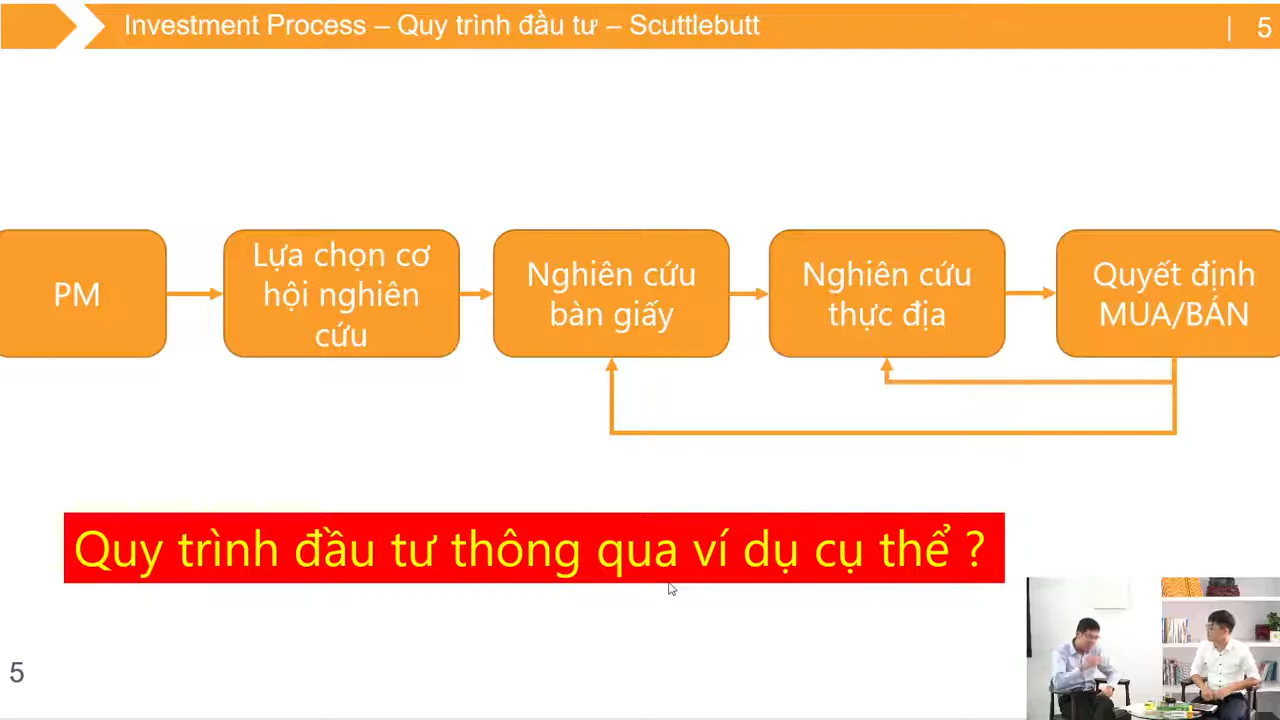 Investment Process – Quy trình đầu tư – Scuttlebutt | 5
PM
Lựa chọn cơ
hội nghiên
cứu
Nghiên cứu
bàn giấy
Nghiên cứu
thực địa
Quyết định
MUA/BÁN
Quy trình đầu tư thông qua ví dụ cụ thể ?
5